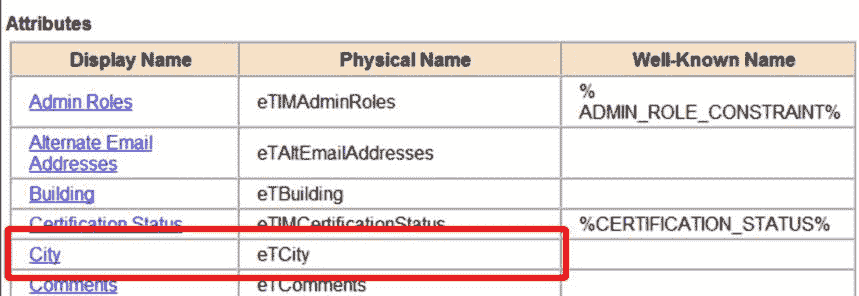 Attributes
Display Name Physical Name Well-Known Name
Admin Roles eTIMAdminRoles %
ADMIN_ROLE_CONSTRAINT%
Alternate Email
Addresses eTAltEmailAddresses
Building eTBuilding
Certification Status eTIMCertificationStatus %CERTIFICATION_STATUS%
City eTCity
Comments eTComments